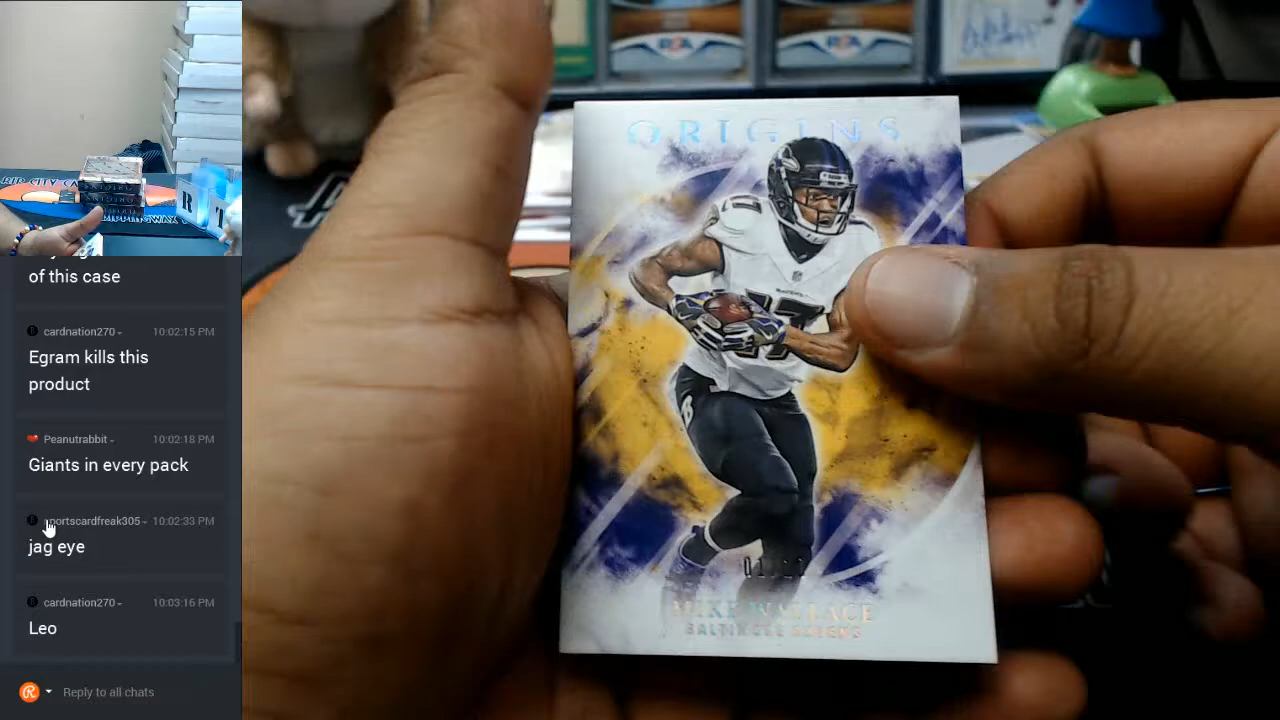 of this case
cardnation270
10:02:15 PM
Egram kills this
product
Peanutrabbit
10:02:18 PM
Giants in every pack
portscardfreak305
10:02:33 PM
jag eye
cardnation270
10:03:16 PM
Leo
Reply to all chats
ORIGINS
17
MIKE WALLACE
BALTIMORE RAVENS